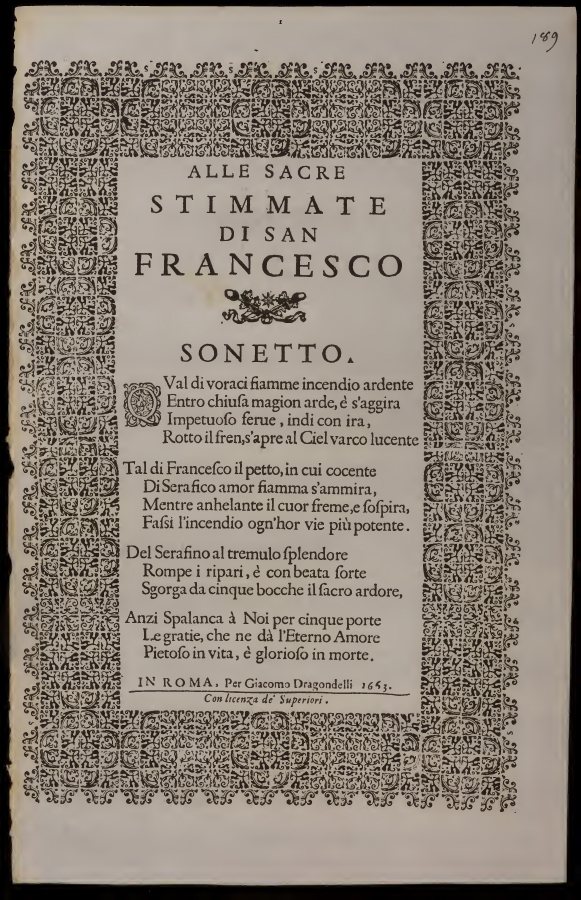 189
ALLE SACRE
STIMMATE
DI SAN
FRANCESCO
SONETTO.
QVal di voraci fiamme incendio ardente
Entro chiuſa magion arde, è s'aggira
Impetuoſo ſerue, indi con ira,
Rotto il fren,s'apre al Ciel varco lucente
Tal di Franceſco il petto, in cui cocente
Di Serafico amor fiamma s'ammira,
Mentre anhelante il cuor freme,e ſoſpira,
Faſsi l'incendio ogn'hor vie più potente.
Del Serafino al tremulo ſplendore
Rompe i ripari, è con beata ſorte
Sgorga da cinque bocche il ſacro ardore,
Anzi Spalanca à Noi per cinque porte
Le gratie, che ne dà l'Eterno Amore
Pietoſo in vita, è glorioſo in morte.
IN ROMA, Per Giacomo Dragondelli 1653.
Con licenza de' Superiori.